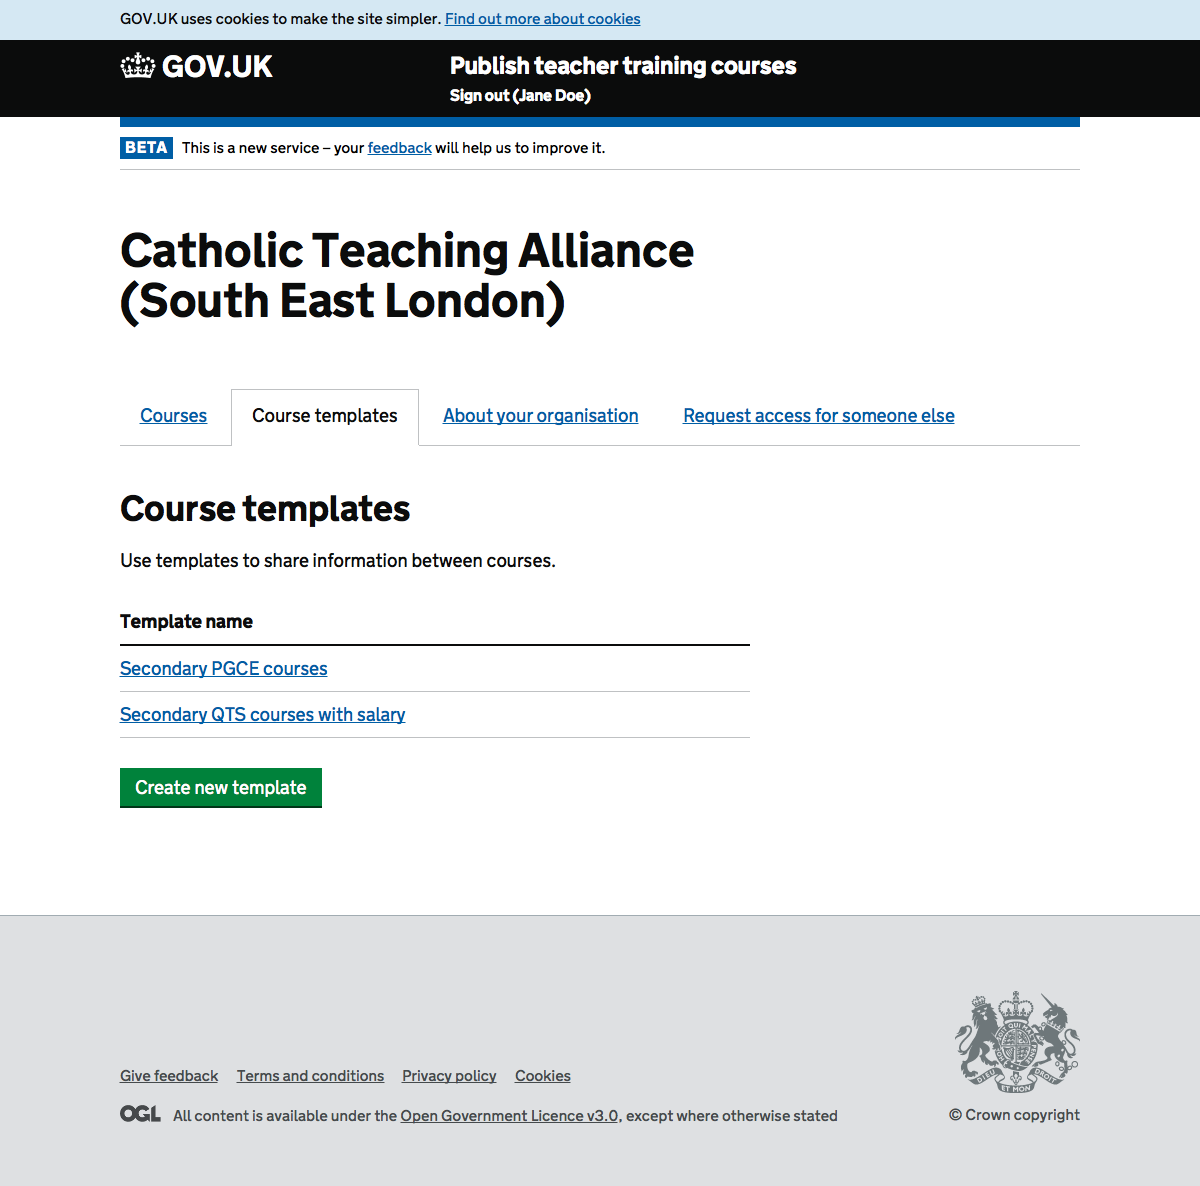 GOV.UK uses cookies to make the site simpler. Find out more about cookies
GOV.UK
Publish teacher training courses
Sign out (Jane Doe)
BETA This is a new service – your feedback will help us to improve it.
Catholic Teaching Alliance
(South East London)
Courses Course templates About your organisation Request access for someone else
Course templates
Use templates to share information between courses.
Template name
Secondary PGCE courses
Secondary QTS courses with salary
Create new template
DIEU ET MON DROIT
Give feedback Terms and conditions Privacy policy Cookies
OGL All content is available under the Open Government Licence v3.0, except where otherwise stated
© Crown copyright